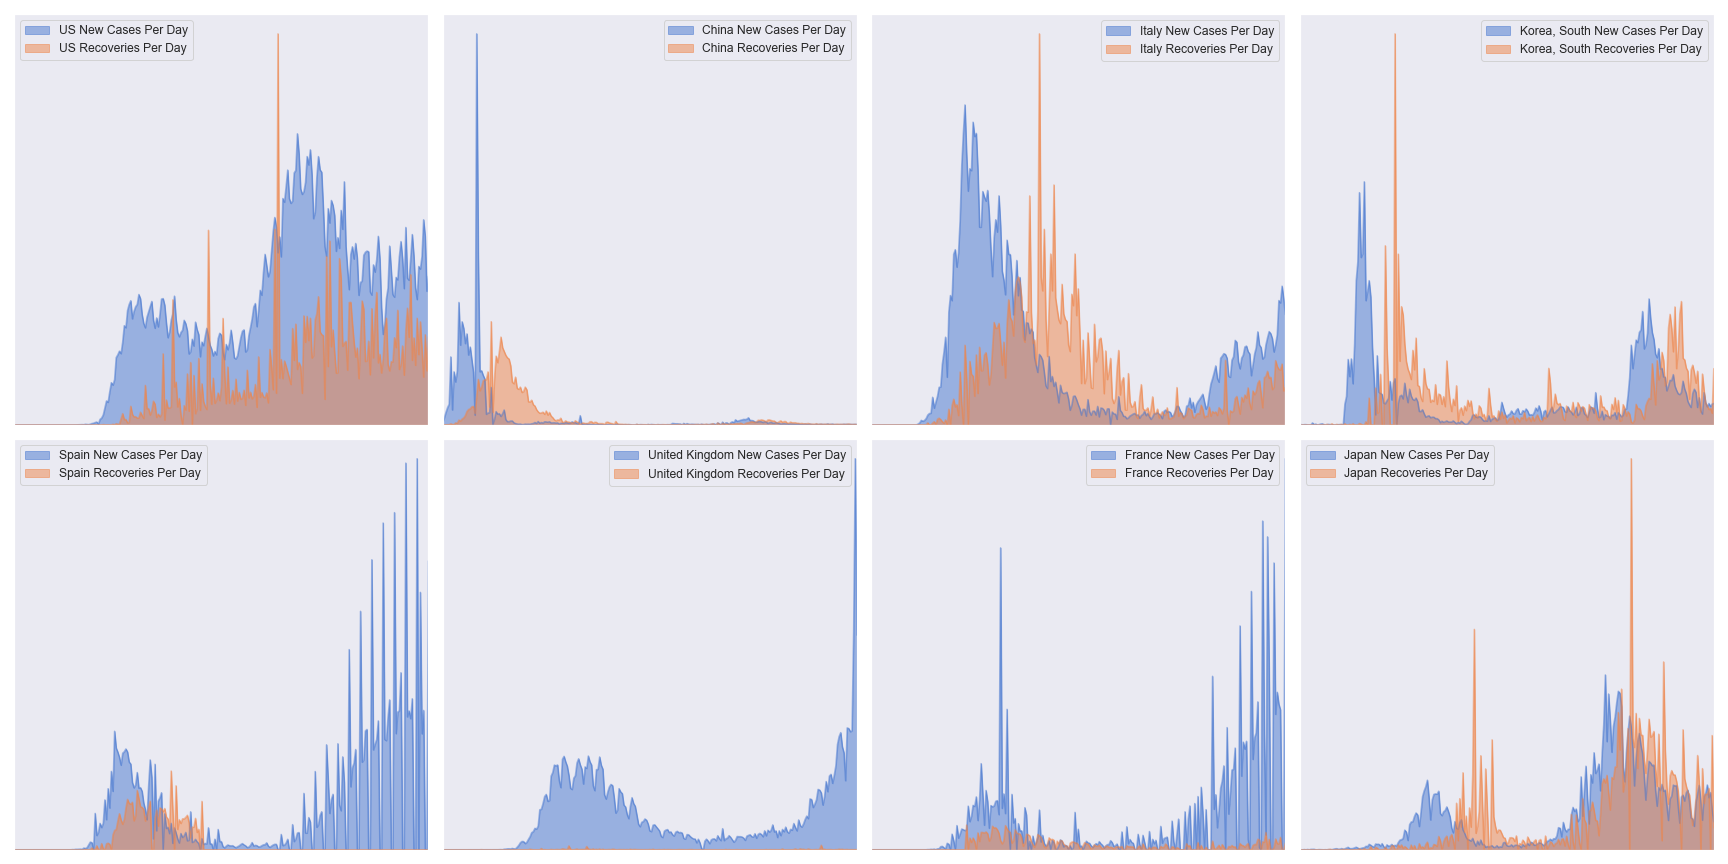 US New Cases Per Day
US Recoveries Per Day
China New Cases Per Day
China Recoveries Per Day
Italy New Cases Per Day
Italy Recoveries Per Day
Korea, South New Cases Per Day
Korea, South Recoveries Per Day
Spain New Cases Per Day
Spain Recoveries Per Day
United Kingdom New Cases Per Day
United Kingdom Recoveries Per Day
France New Cases Per Day
France Recoveries Per Day
Japan New Cases Per Day
Japan Recoveries Per Day